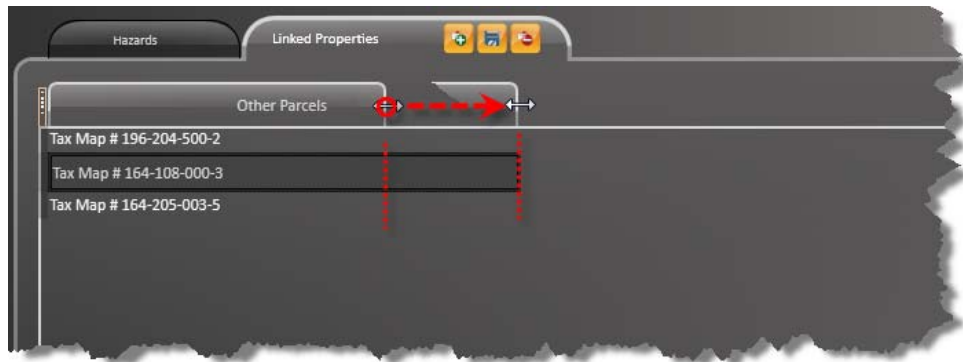 Hazards
Linked Properties
Other Parcels
Tax Map # 196-204-500-2
Tax Map # 164-108-000-3
Tax Map # 164-205-003-5